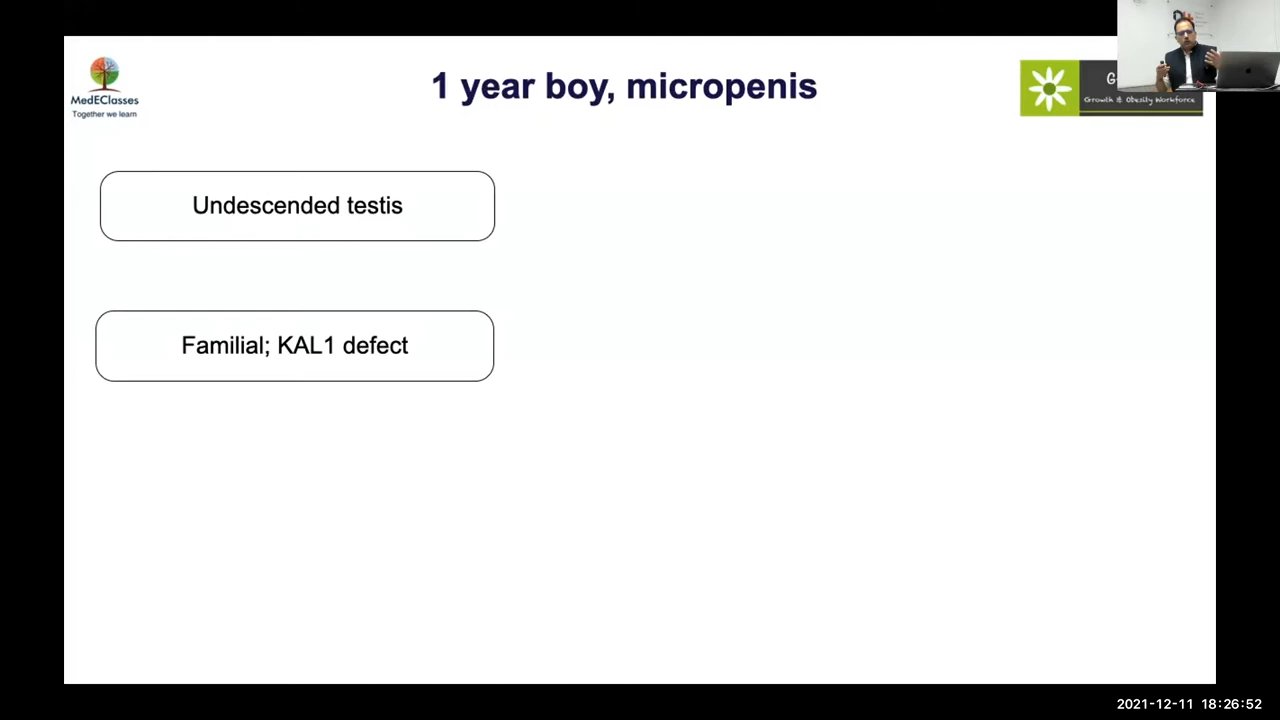 1 year boy, micropenis
MedEClasses
Together we learn
G
Growth & Obesity Workforce
Undescended testis
Familial; KAL1 defect
2021-12-11 18:26:52